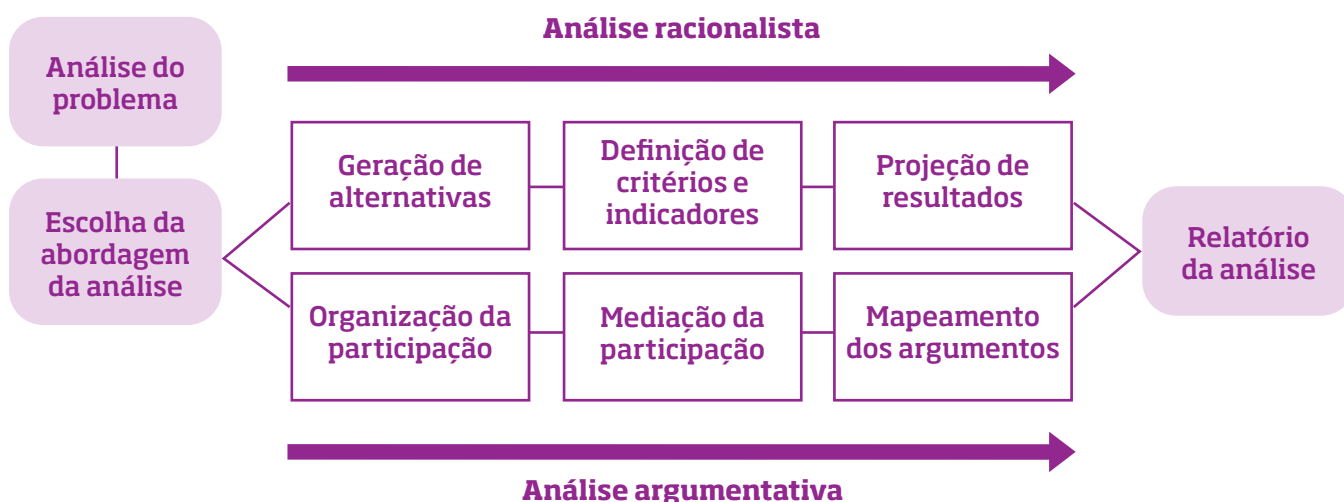 Análise racionalista
Análise do
problema
Escolha da
abordagem
da análise
Geração de
alternativas
Definição de
critérios e
indicadores
Projeção de
resultados
Organização da
participação
Mediação da
participação
Mapeamento
dos argumentos
Relatório
da análise
Análise argumentativa